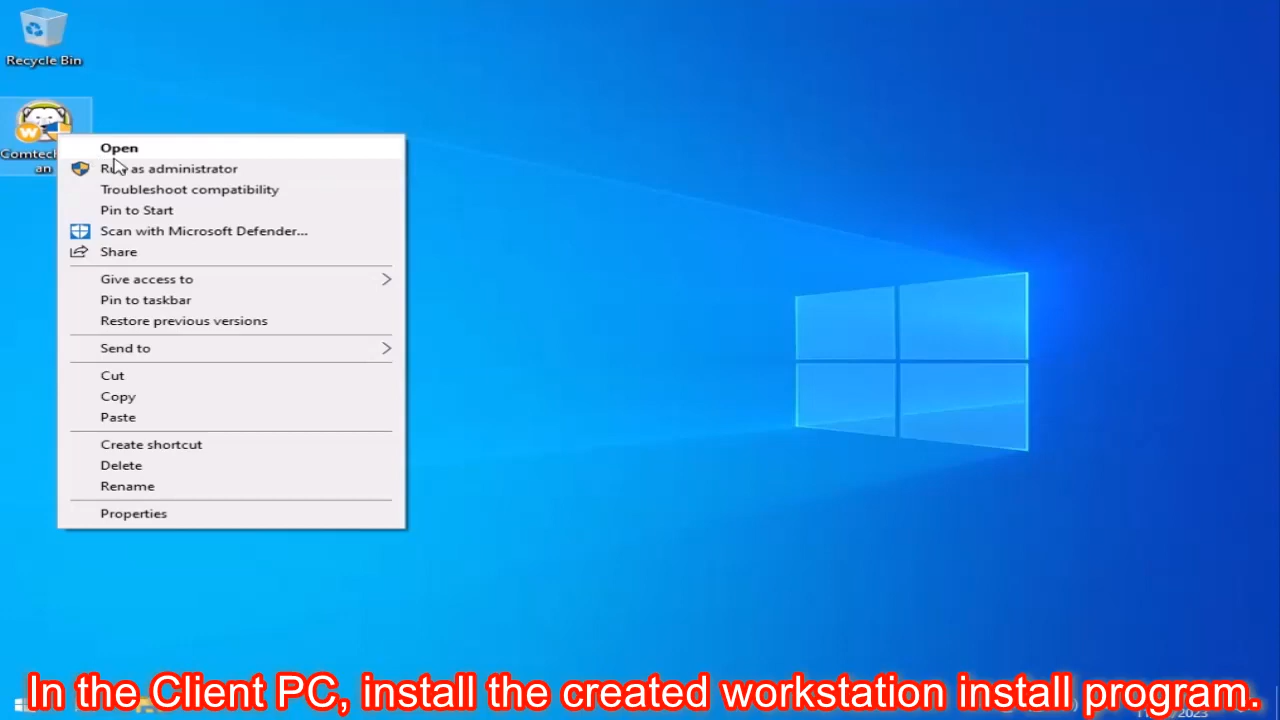 Recycle Bin
an
Open
as administrator
Troubleshoot compatibility
Pin to Start
Scan with Microsoft Defender...
Share
Give access to
Pin to taskbar
Restore previous versions
Send to
Cut
Copy
Paste
Create shortcut
Delete
Rename
Properties
In the Client PC, install the created workstation install program.